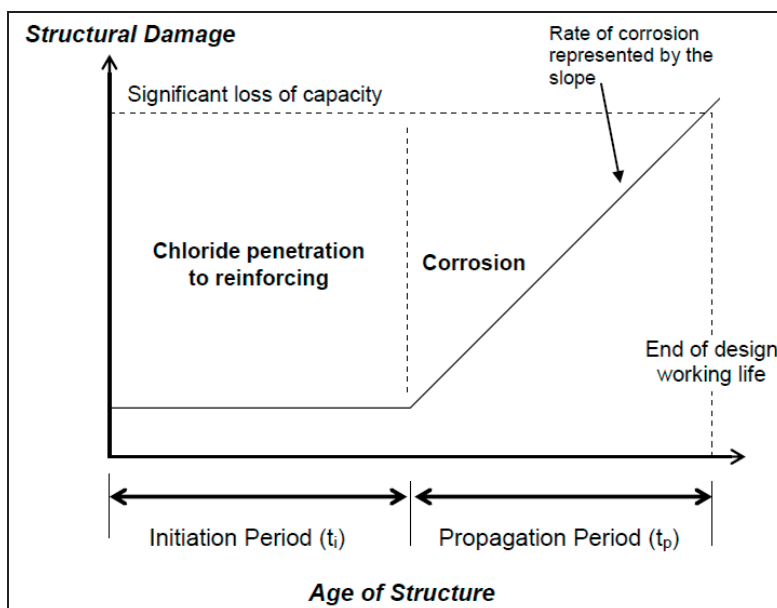 Structural Damage
Rate of corrosion
represented by the
slope
Significant loss of capacity
Chloride penetration
to reinforcing
Corrosion
End of design
working life
Initiation Period (ti)
Propagation Period (tp)
Age of Structure